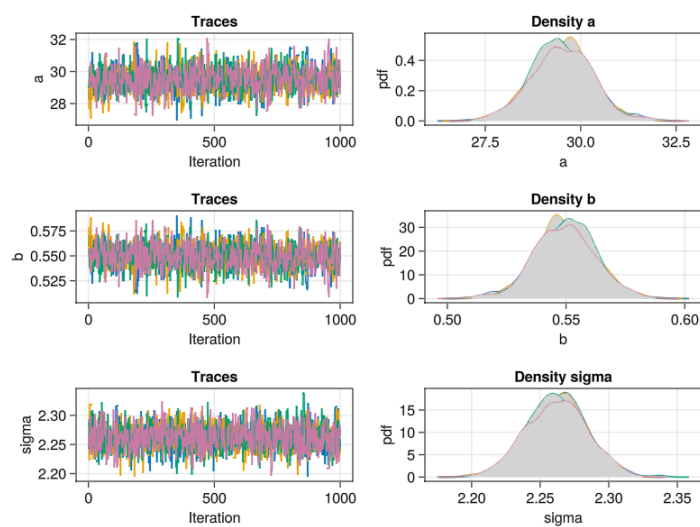 Traces
32
30
28
a
0
500
1000
Iteration
Density a
0.4
0.2
0.0
pdf
27.5
30.0
32.5
a
Traces
0.575
0.550
0.525
b
0
500
1000
Iteration
Density b
30
20
10
0
pdf
0.50
0.55
0.60
b
Traces
2.30
2.25
2.20
sigma
0
500
1000
Iteration
Density sigma
15
10
5
0
pdf
2.20
2.25
2.30
2.35
sigma